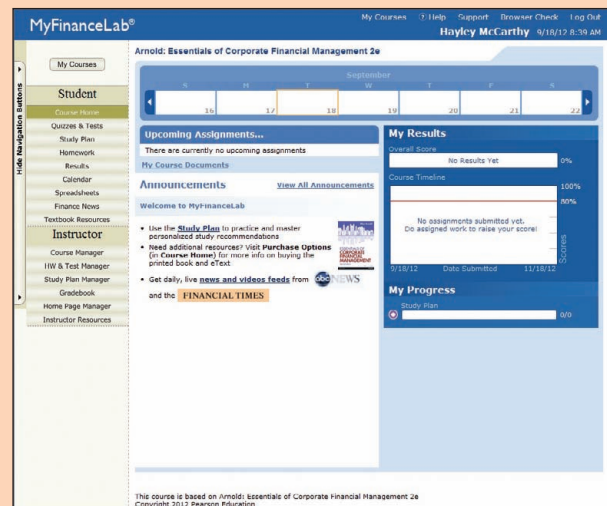 MyFinanceLab®
My Courses ? Help Support Browser Check Log Out
Hayley McCarthy 9/18/12 8:39 AM
Hide Navigation Buttons
My Courses
Student
Course Home
Quizzes & Tests
Study Plan
Homework
Results
Calendar
Spreadsheets
Finance News
Textbook Resources
Instructor
Course Manager
HW & Test Manager
Study Plan Manager
Gradebook
Home Page Manager
Instructor Resources
Arnold: Essentials of Corporate Financial Management 2e
September
S M T W T F S
16 17 18 19 20 21 22
Upcoming Assignments...
There are currently no upcoming assignments
My Course Documents
Announcements View All Announcements
Welcome to MyFinanceLab
• Use the Study Plan to practice and master
personalized study recommendations
• Need additional resources? Visit Purchase Options
(in Course Home) for more info on buying the
printed book and eText
• Get daily, live news and videos feeds from abc NEWS
and the FINANCIAL TIMES
ESSENTIALS OF
CORPORATE
FINANCIAL
MANAGEMENT
My Results
Overall Score
No Results Yet 0%
Course Timeline
100%
80%
No assignments submitted yet.
Do assigned work to raise your score!
Scores
9/18/12 Date Submitted 11/18/12
My Progress
Study Plan
0/0
This course is based on Arnold: Essentials of Corporate Financial Management 2e
Copyright 2012 Pearson Education